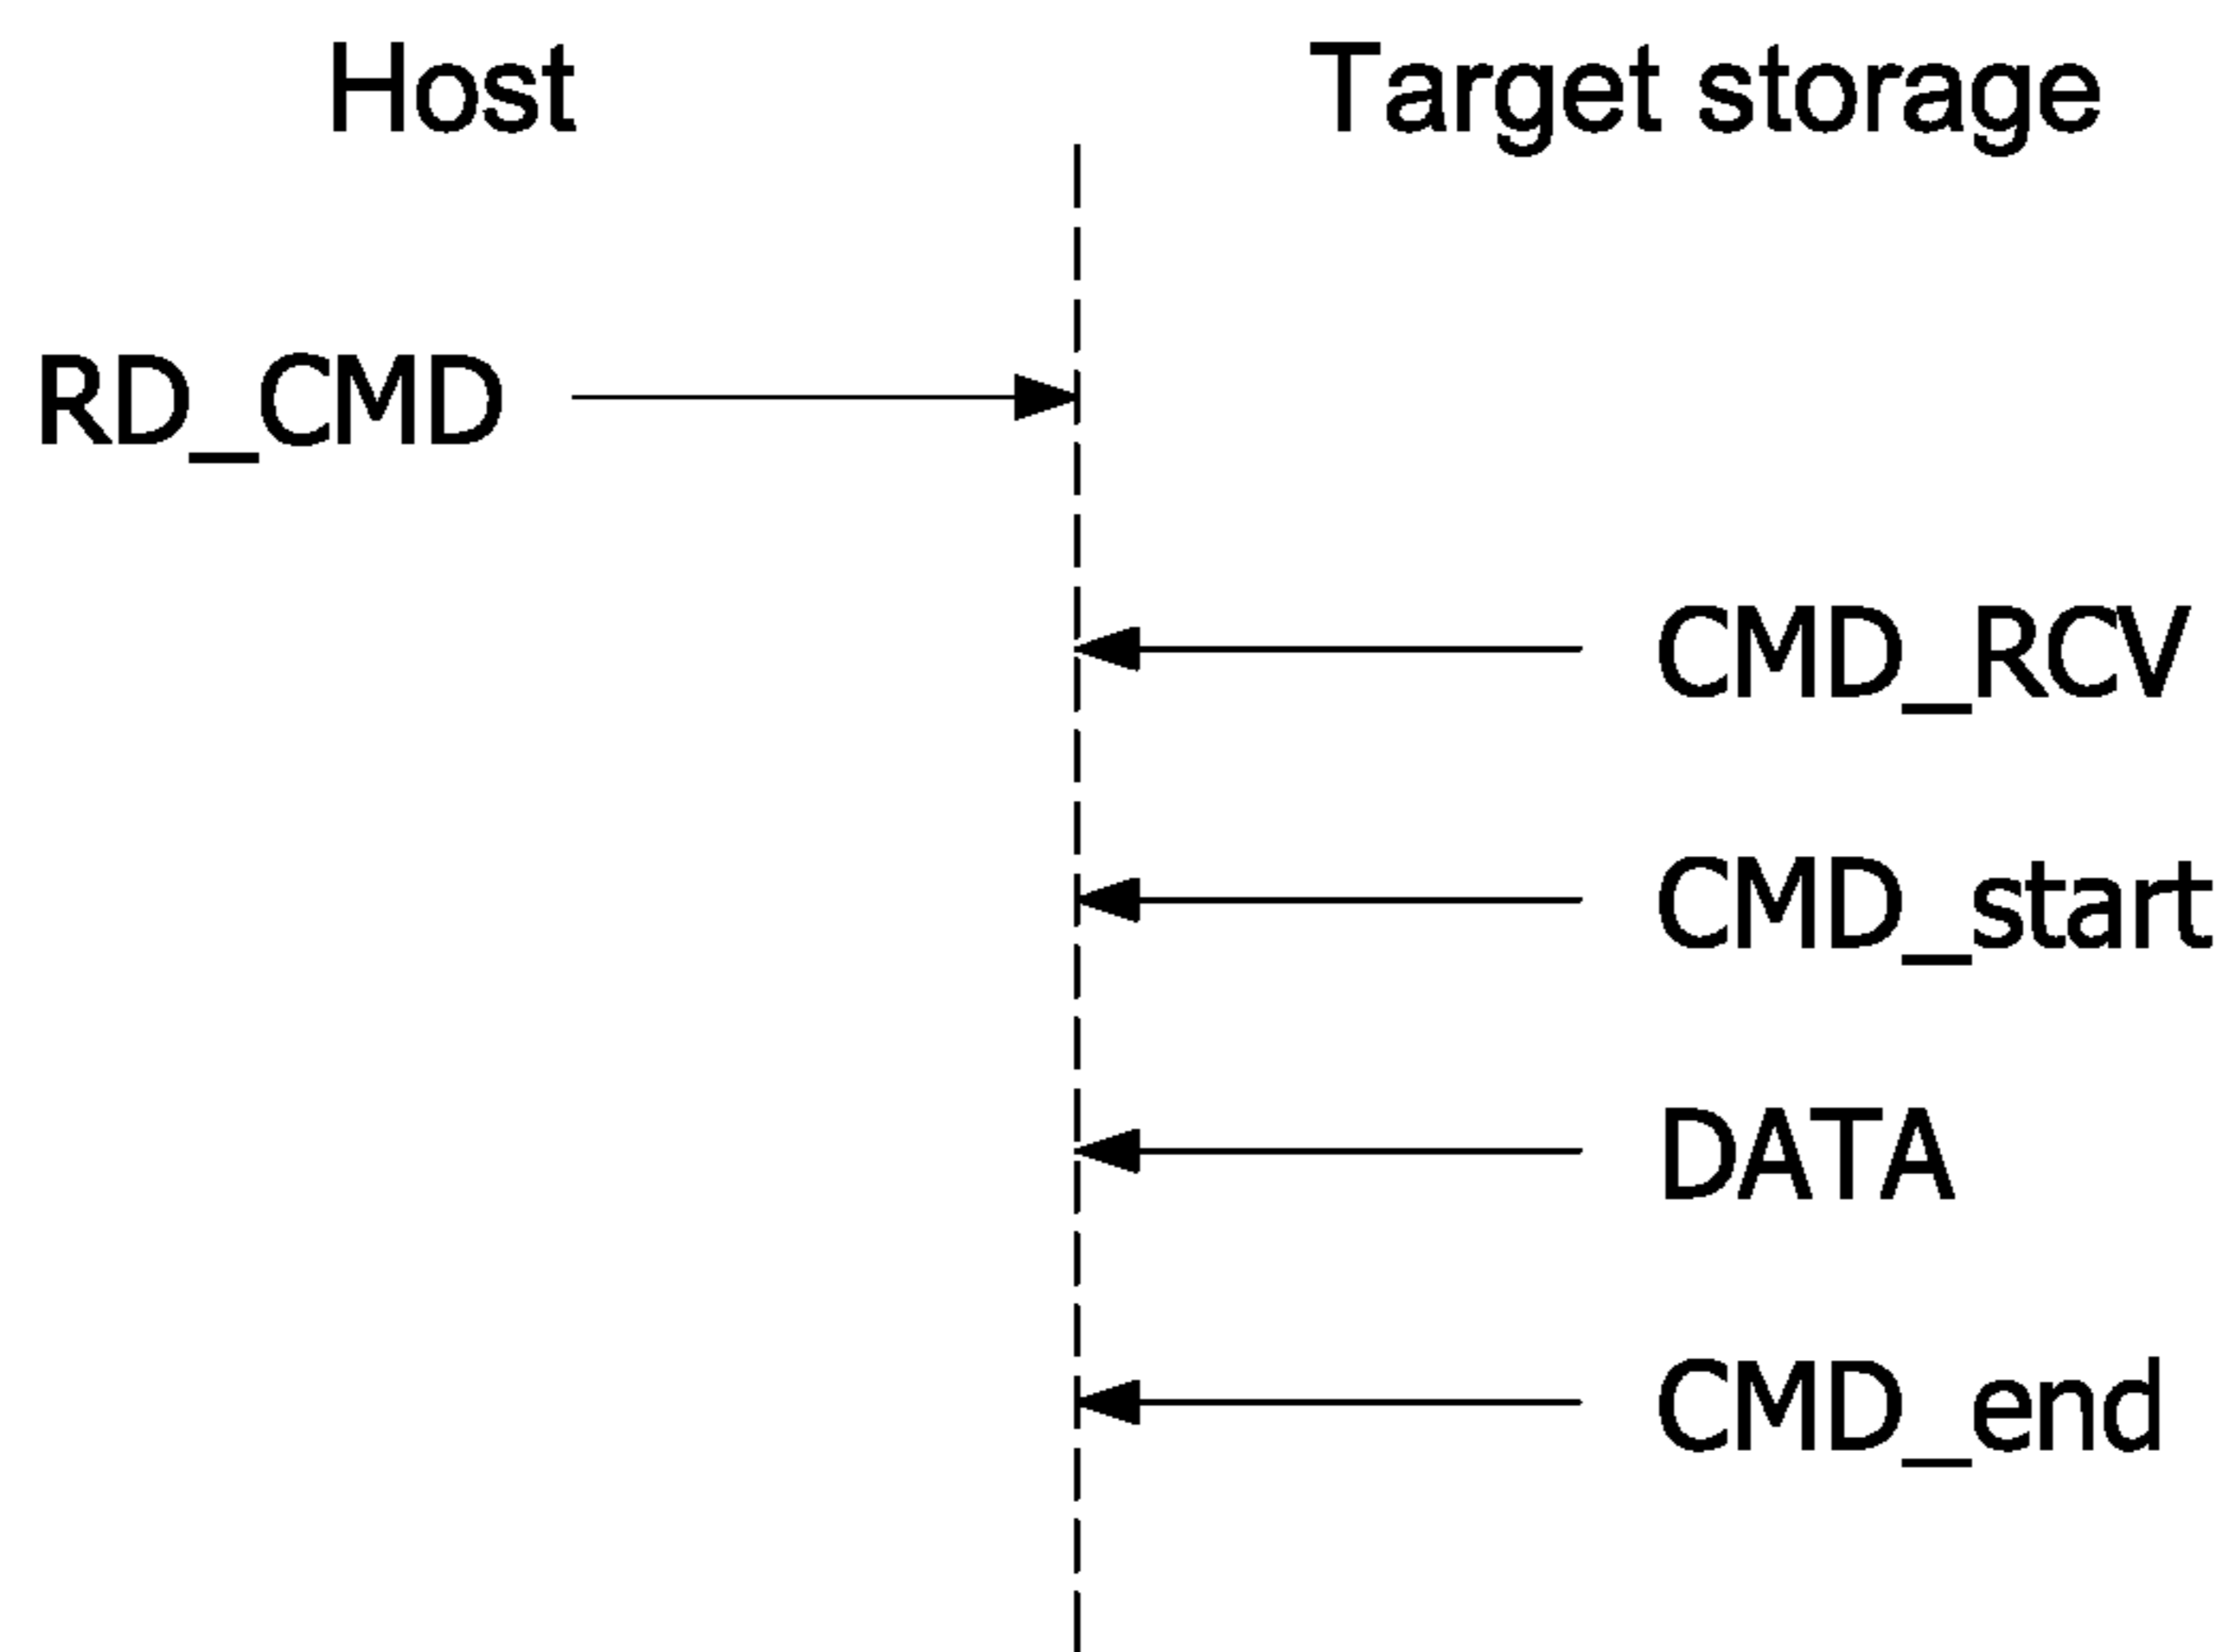 Host Target storage
RD_CMD
CMD_RCV
CMD_start
DATA
CMD_end